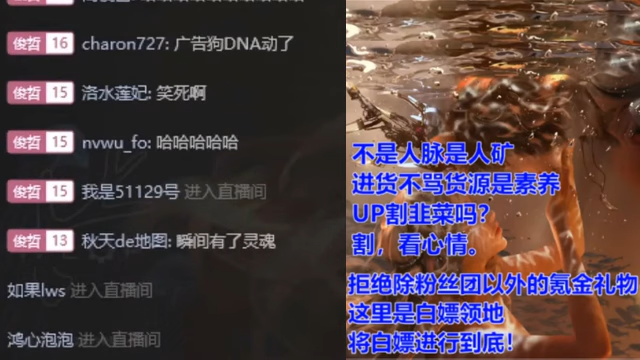 俊哲 16 charon727: 广告狗DNA动了
俊哲 15 洛水莲妃: 笑死啊
俊哲 15 nvwu_fo: 哈哈哈哈哈
俊哲 15 我是51129号 进入直播间
俊哲 13 秋天de地图: 瞬间有了灵魂
如果lws 进入直播间
鸿心泡泡 进入直播间
不是人脉是人矿
进货不骂货源是素养
UP割韭菜吗?
割，看心情。
拒绝除粉丝团以外的氪金礼物
这里是白嫖领地
将白嫖进行到底!